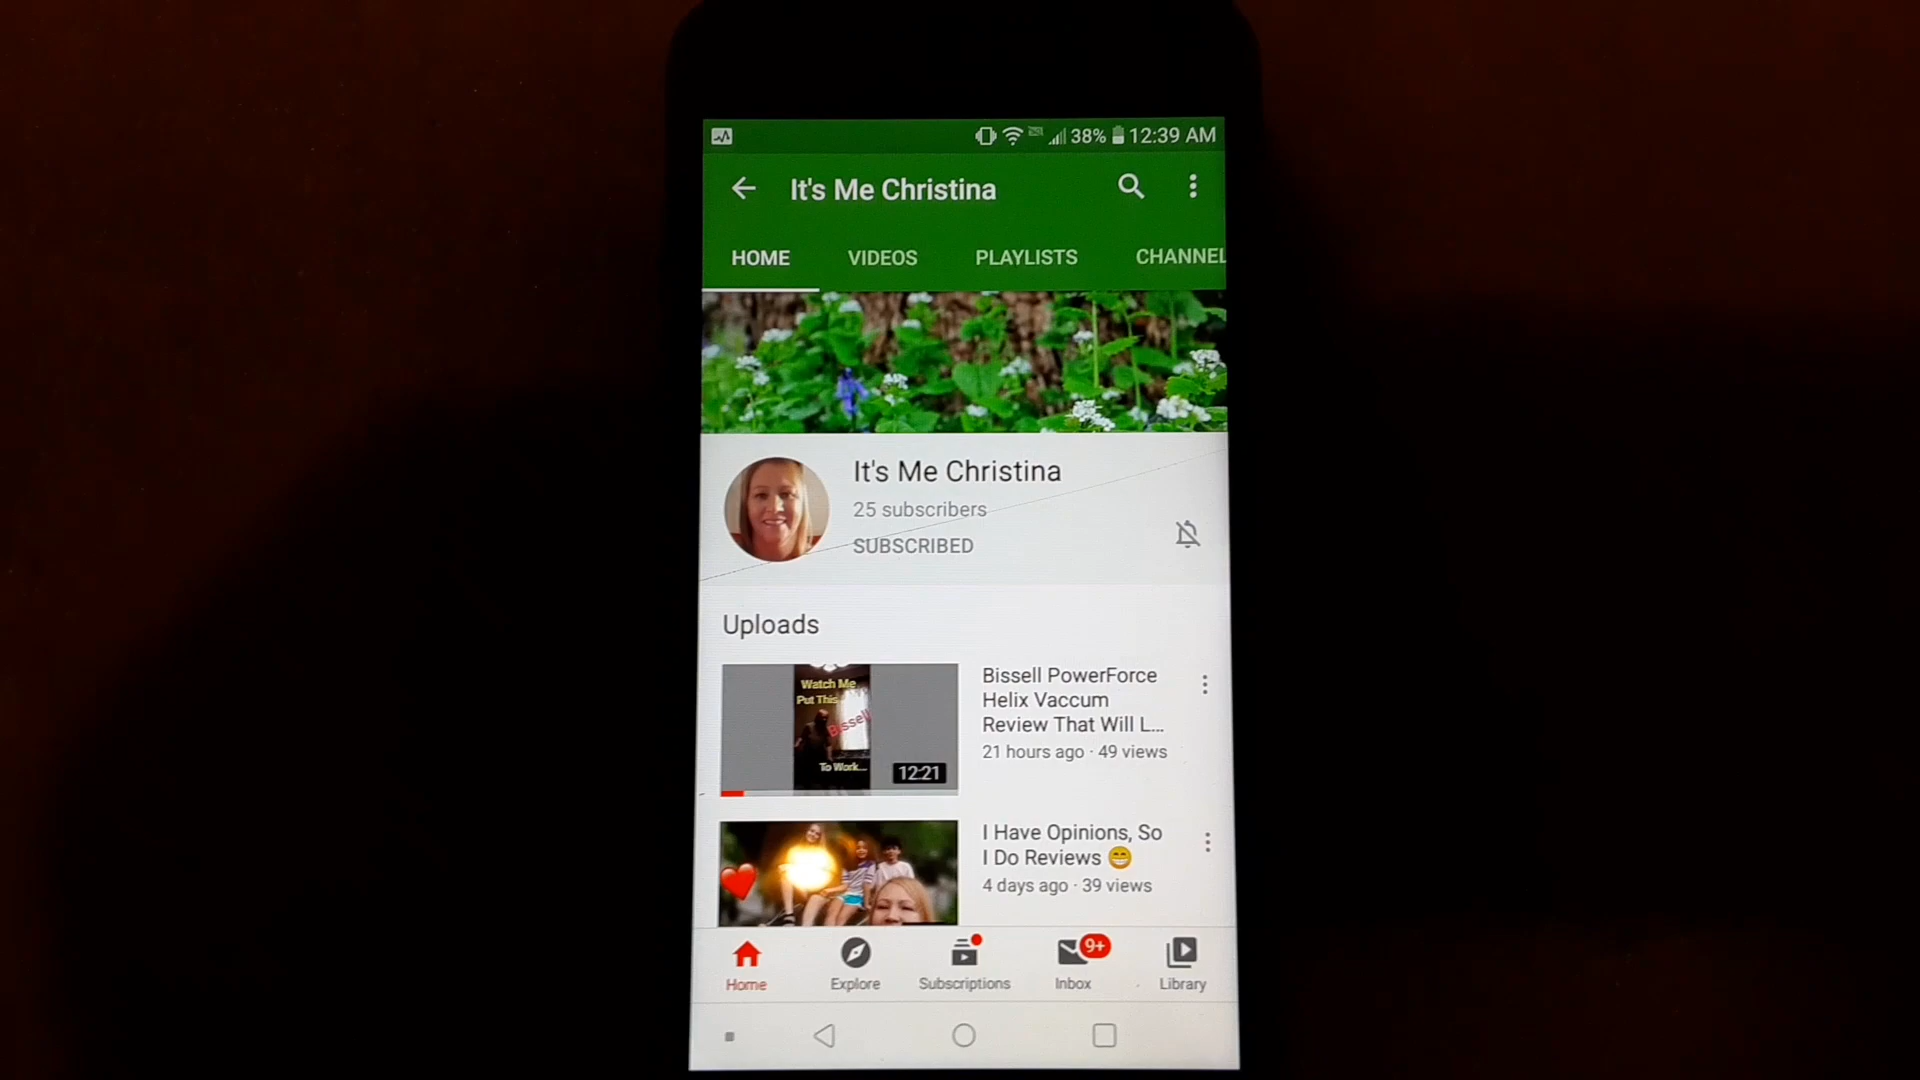 38% 12:39 AM
It's Me Christina
HOME VIDEOS PLAYLISTS CHANNEL
It's Me Christina
25 subscribers
SUBSCRIBED
Uploads
Watch Me
Put This
Bissell
To Work...
12:21
Bissell PowerForce
Helix Vaccum
Review That Will L...
21 hours ago · 49 views
I Have Opinions, So
I Do Reviews 😁
4 days ago · 39 views
9+
Home Explore Subscriptions Inbox Library